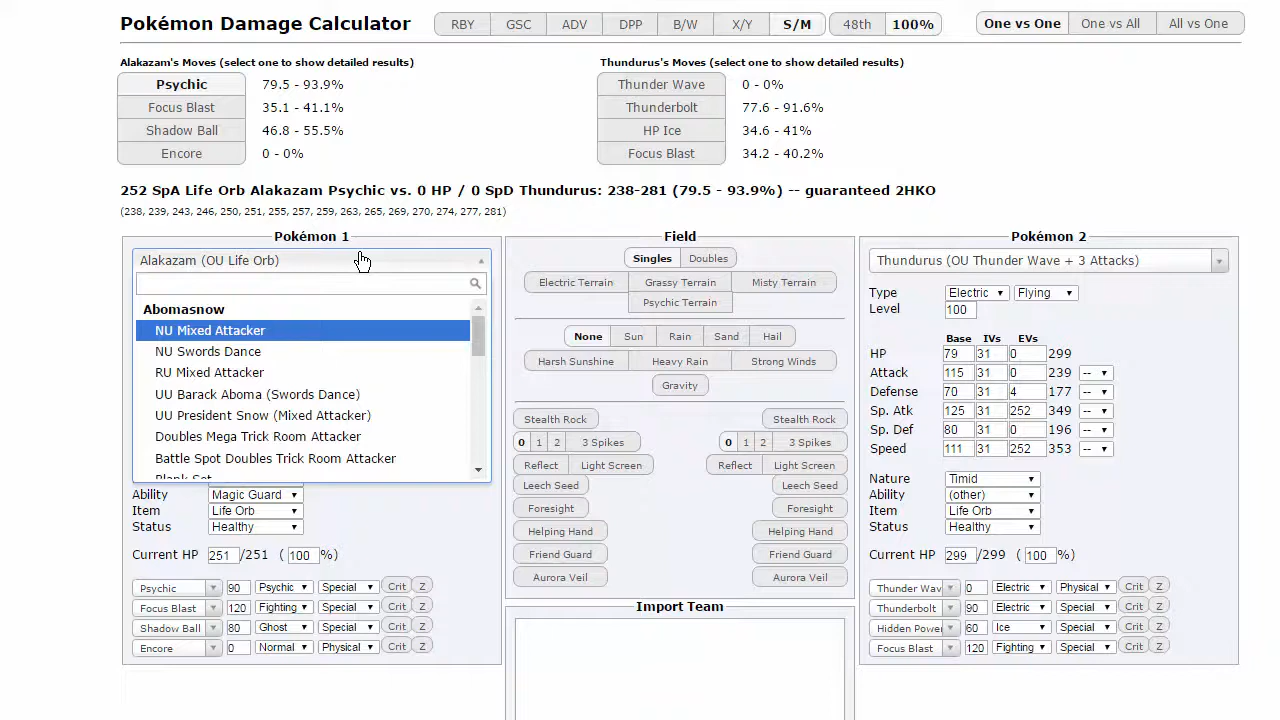 Pokémon Damage Calculator
RBY GSC ADV DPP B/W X/Y S/M 48th 100% One vs One One vs All All vs One
Alakazam's Moves (select one to show detailed results)
Psychic 79.5 - 93.9%
Focus Blast 35.1 - 41.1%
Shadow Ball 46.8 - 55.5%
Encore 0 - 0%
Thundurus's Moves (select one to show detailed results)
Thunder Wave 0 - 0%
Thunderbolt 77.6 - 91.6%
HP Ice 34.6 - 41%
Focus Blast 34.2 - 40.2%
252 SpA Life Orb Alakazam Psychic vs. 0 HP / 0 SpD Thundurus: 238-281 (79.5 - 93.9%) -- guaranteed 2HKO
(238, 239, 243, 246, 250, 251, 255, 257, 259, 263, 265, 269, 270, 274, 277, 281)
Pokémon 1
Alakazam (OU Life Orb)
Abomasnow
NU Mixed Attacker
NU Swords Dance
RU Mixed Attacker
UU Barack Aboma (Swords Dance)
UU President Snow (Mixed Attacker)
Doubles Mega Trick Room Attacker
Battle Spot Doubles Trick Room Attacker
Blank Set
Ability Magic Guard
Item Life Orb
Status Healthy
Current HP 251 /251 ( 100 %)
Psychic 90 Psychic Special Crit Z
Focus Blast 120 Fighting Special Crit Z
Shadow Ball 80 Ghost Special Crit Z
Encore 0 Normal Physical Crit Z
Field
Singles Doubles
Electric Terrain Grassy Terrain Misty Terrain
Psychic Terrain
None Sun Rain Sand Hail
Harsh Sunshine Heavy Rain Strong Winds
Gravity
Stealth Rock Stealth Rock
0 1 2 3 Spikes 0 1 2 3 Spikes
Reflect Light Screen Reflect Light Screen
Leech Seed Leech Seed
Foresight Foresight
Helping Hand Helping Hand
Friend Guard Friend Guard
Aurora Veil Aurora Veil
Import Team
Pokémon 2
Thundurus (OU Thunder Wave + 3 Attacks)
Type Electric Flying
Level 100
Base IVs EVs
HP 79 31 0 299
Attack 115 31 0 239 --
Defense 70 31 4 177 --
Sp. Atk 125 31 252 349 --
Sp. Def 80 31 0 196 --
Speed 111 31 252 353 --
Nature Timid
Ability (other)
Item Life Orb
Status Healthy
Current HP 299 /299 ( 100 %)
Thunder Wav 0 Electric Physical Crit Z
Thunderbolt 90 Electric Special Crit Z
Hidden Power 60 Ice Special Crit Z
Focus Blast 120 Fighting Special Crit Z